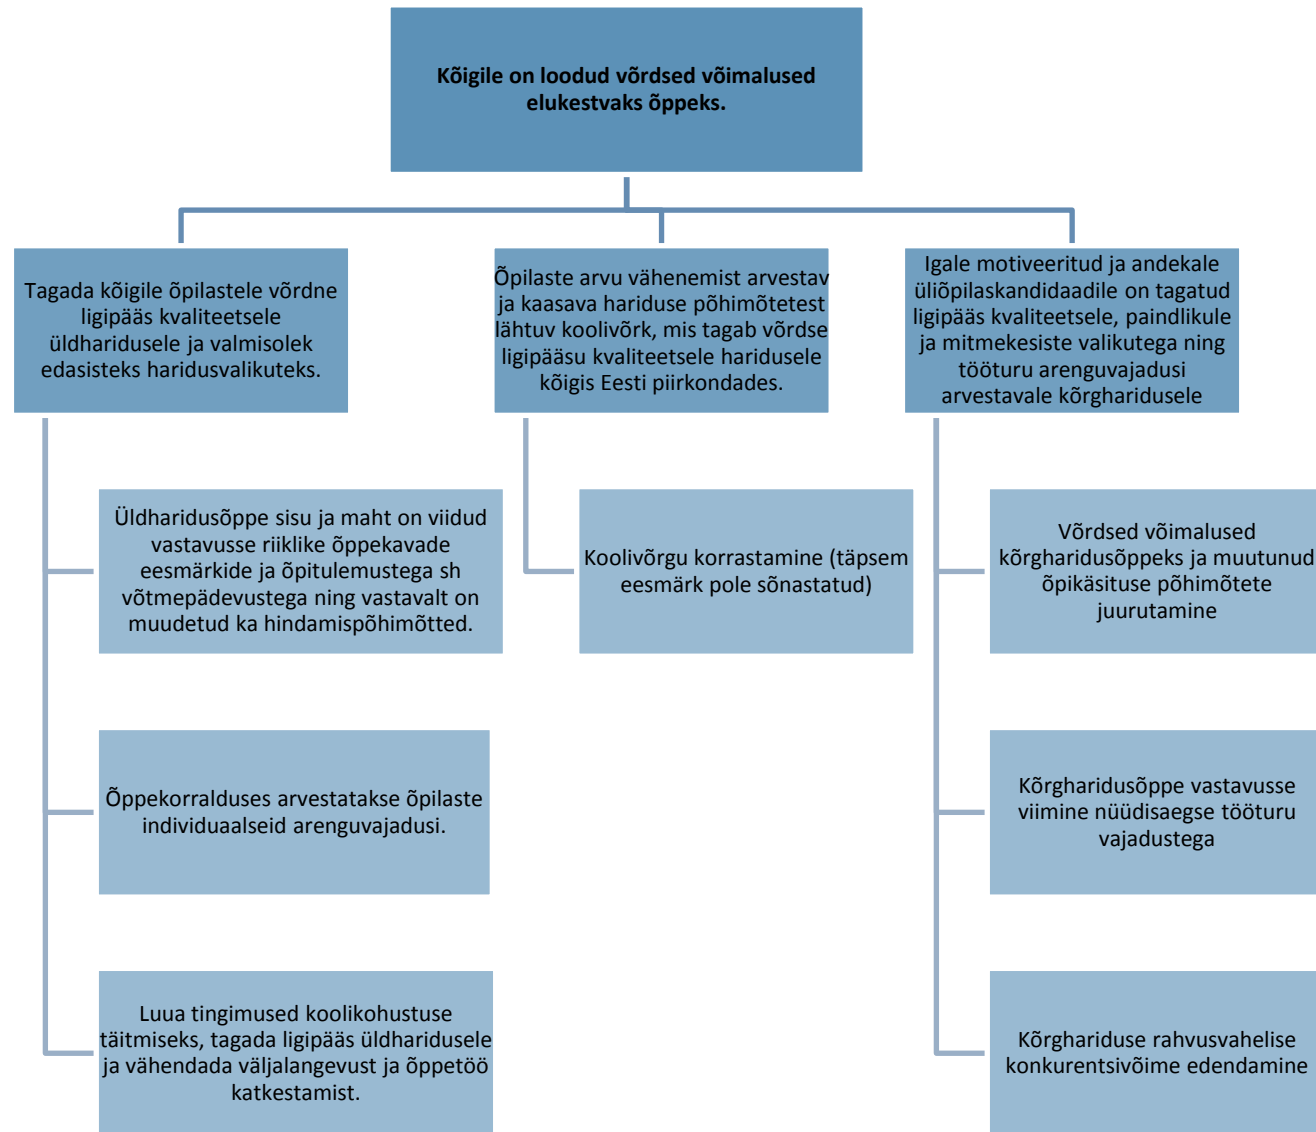 Kõigile on loodud võrdsed võimalused
elukestvaks õppeks.
Tagada kõigile õpilastele võrdne
ligipääs kvaliteetsele
üldharidusele ja valmisolek
edasisteks haridusvalikuteks.
Õpilaste arvu vähenemist arvestav
ja kaasava hariduse põhimõtetest
lähtuv koolivõrk, mis tagab võrdse
ligipääsu kvaliteetsele haridusele
kõigis Eesti piirkondades.
Igale motiveeritud ja andekale
üliõpilaskandidaadile on tagatud
ligipääs kvaliteetsele, paindlikule
ja mitmekesiste valikutega ning
tööturu arenguvajadusi
arvestavale kõrgharidusele
Üldharidusõppe sisu ja maht on viidud
vastavusse riiklike õppekavade
eesmärkide ja õpitulemustega sh
võtmepädevustega ning vastavalt on
muudetud ka hindamispõhimõtted.
Koolivõrgu korrastamine (täpsem
eesmärk pole sõnastatud)
Võrdsed võimalused
kõrgharidusõppeks ja muutunud
õpikäsituse põhimõtete
juurutamine
Õppekorralduses arvestatakse õpilaste
individuaalseid arenguvajadusi.
Kõrgharidusõppe vastavusse
viimine nüüdisaegse tööturu
vajadustega
Luua tingimused koolikohustuse
täitmiseks, tagada ligipääs üldharidusele
ja vähendada väljalangevust ja õppetöö
katkestamist.
Kõrghariduse rahvusvahelise
konkurentsivõime edendamine